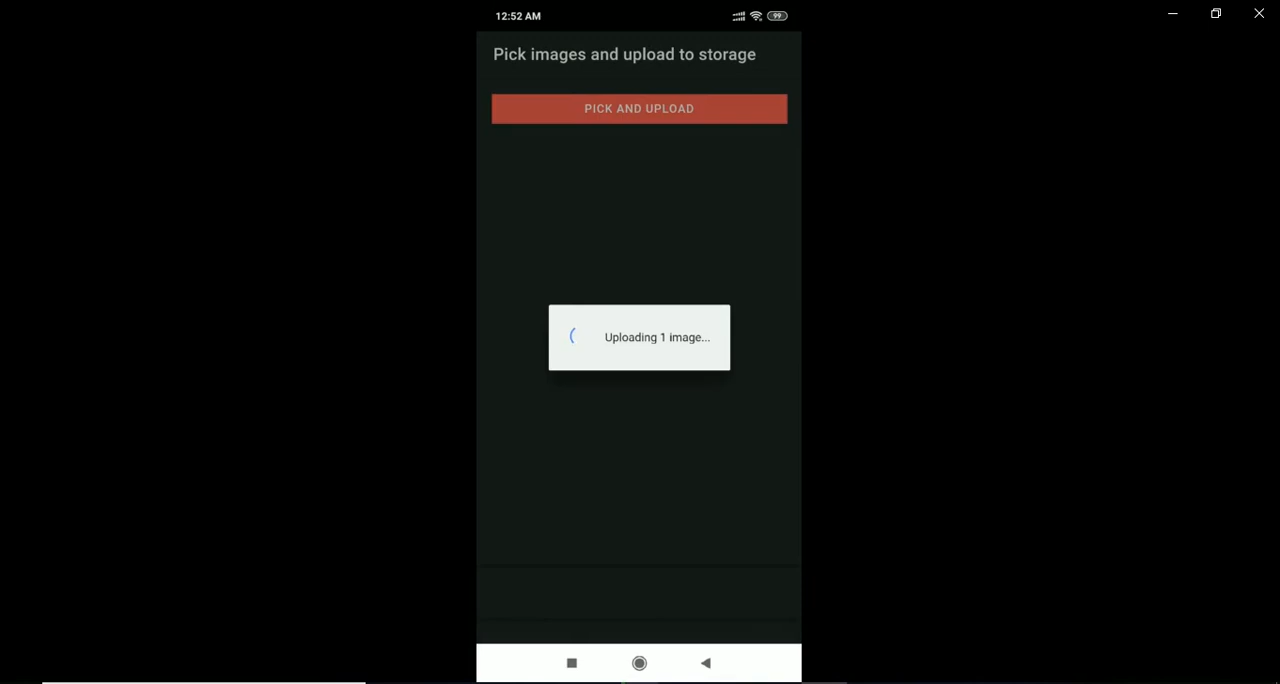 12:52 AM
99
Pick images and upload to storage
PICK AND UPLOAD
Uploading 1 image...